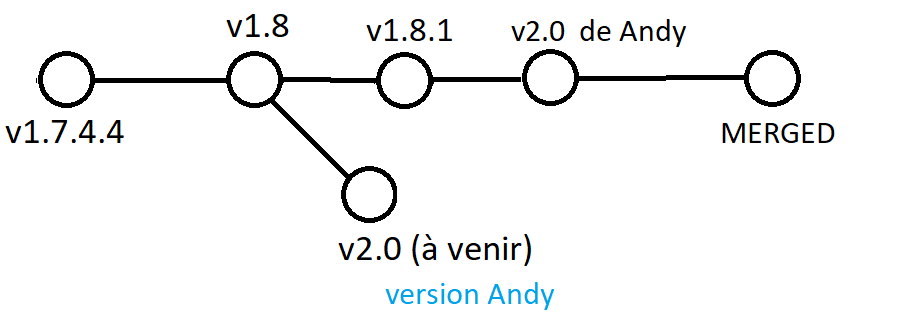 v1.8
v1.8.1
v2.0 de Andy
v1.7.4.4
MERGED
v2.0 (à venir)
version Andy